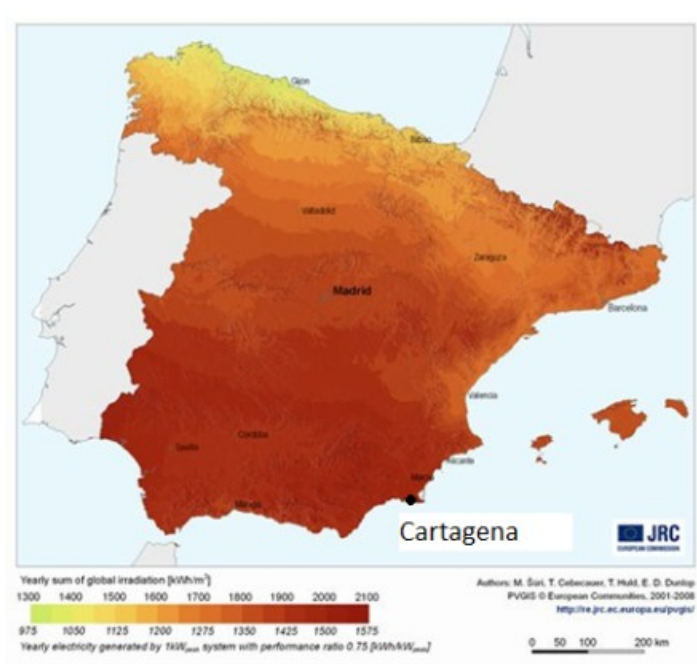 Gijon
Bilbao
Valladolid
Zaragoza
Madrid
Barcelona
Valencia
Sevilla
Cordoba
Alicante
Murcia
Malaga
Cartagena
JRC
EUROPEAN COMMISSION
Yearly sum of global irradiation [kWh/m²]
1300 1400 1500 1600 1700 1800 1900 2000 2100
975 1050 1125 1200 1275 1350 1425 1500 1575
Yearly electricity generated by 1kWpeak system with performance ratio 0.75 [kWh/kWpeak]
Authors: M. Šúri, T. Cebecauer, T. Huld, E. D. Dunlop
PVGIS © European Communities, 2001-2008
http://re.jrc.ec.europa.eu/pvgis/
0 50 100 200 km